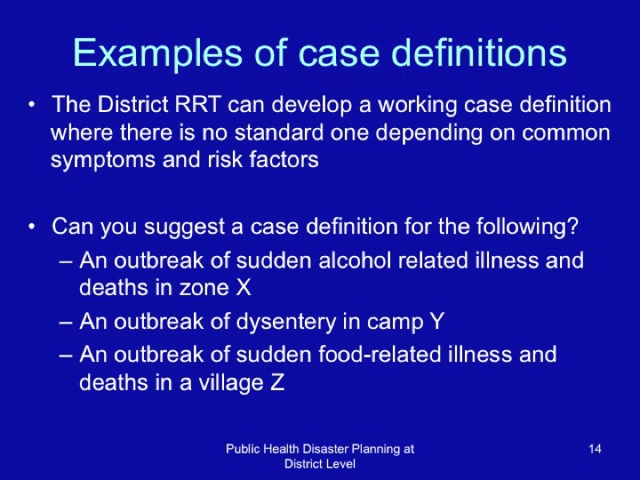 Examples of case definitions
• The District RRT can develop a working case definition
where there is no standard one depending on common
symptoms and risk factors
• Can you suggest a case definition for the following?
– An outbreak of sudden alcohol related illness and
deaths in zone X
– An outbreak of dysentery in camp Y
– An outbreak of sudden food-related illness and
deaths in a village Z
Public Health Disaster Planning at
District Level
14